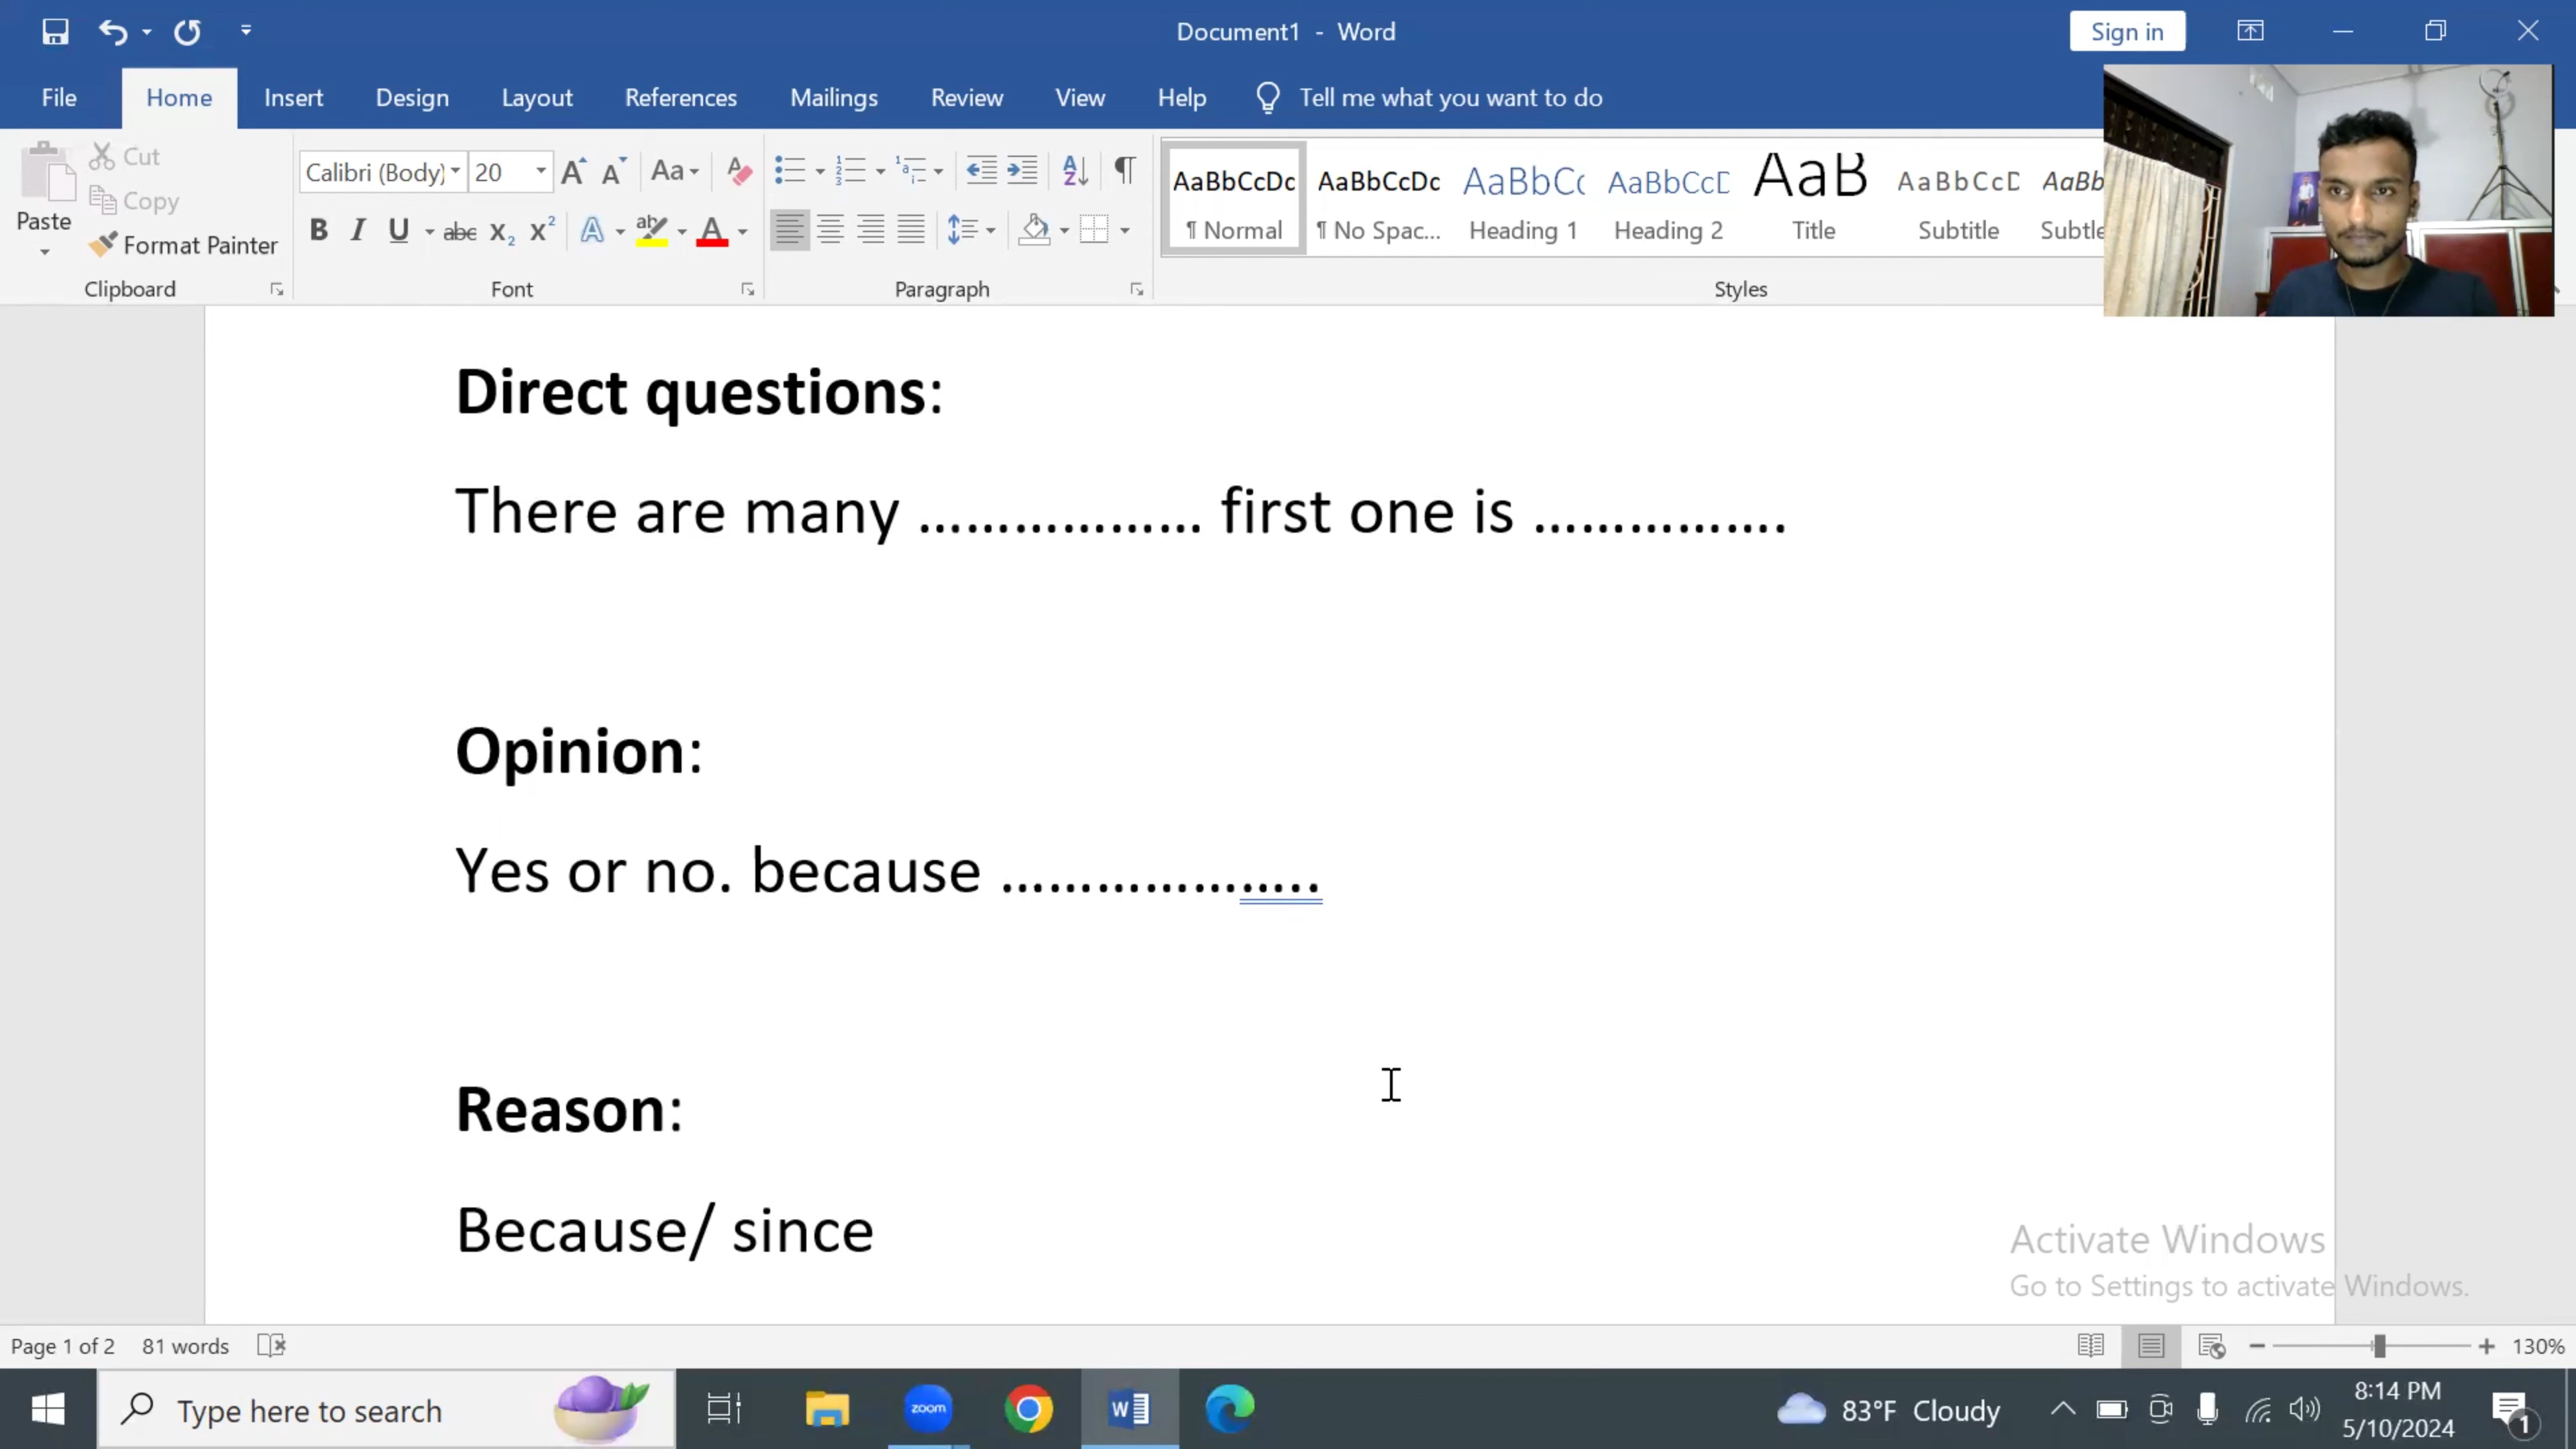 Document1 - Word
Sign in
File Home Insert Design Layout References Mailings Review View Help Tell me what you want to do
Paste
Cut
Copy
Format Painter
Clipboard
Calibri (Body) 20
Font
Paragraph
AaBbCcDc AaBbCcDc AaBbCc AaBbCcD AaB AaBbCcD AaBb
¶ Normal ¶ No Spac... Heading 1 Heading 2 Title Subtitle Subtle
Styles
Direct questions:
There are many .................. first one is ................
Opinion:
Yes or no. because ....................
Reason:
Because/ since
Activate Windows
Go to Settings to activate Windows.
Page 1 of 2 81 words
130%
Type here to search
zoom
83°F Cloudy
8:14 PM
5/10/2024
1